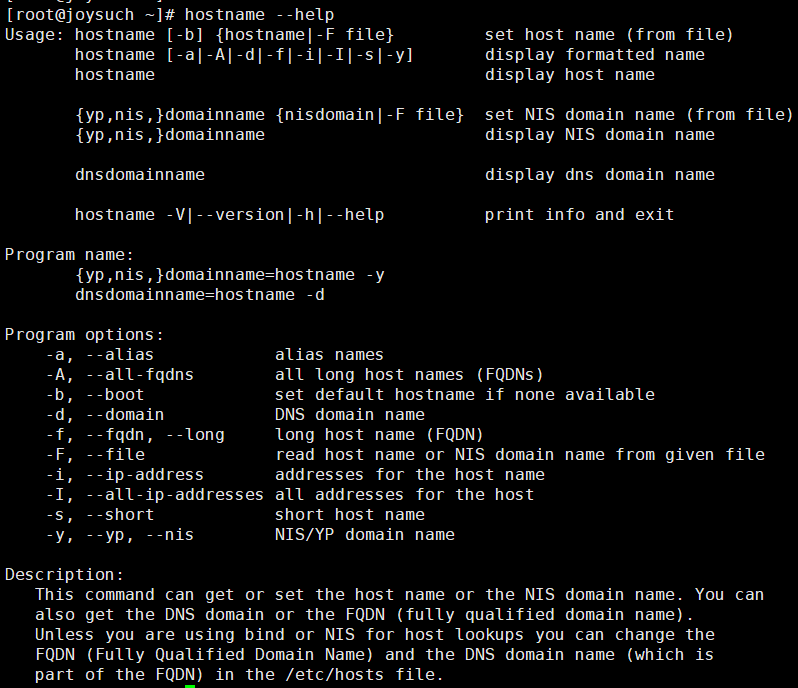 [root@joysuch ~]# hostname --help
Usage: hostname [-b] {hostname|-F file}         set host name (from file)
       hostname [-a|-A|-d|-f|-i|-I|-s|-y]       display formatted name
       hostname                                 display host name

       {yp,nis,}domainname {nisdomain|-F file}  set NIS domain name (from file)
       {yp,nis,}domainname                      display NIS domain name

       dnsdomainname                            display dns domain name

       hostname -V|--version|-h|--help          print info and exit

Program name:
       {yp,nis,}domainname=hostname -y
       dnsdomainname=hostname -d

Program options:
    -a, --alias            alias names
    -A, --all-fqdns        all long host names (FQDNs)
    -b, --boot             set default hostname if none available
    -d, --domain           DNS domain name
    -f, --fqdn, --long     long host name (FQDN)
    -F, --file             read host name or NIS domain name from given file
    -i, --ip-address       addresses for the host name
    -I, --all-ip-addresses all addresses for the host
    -s, --short            short host name
    -y, --yp, --nis        NIS/YP domain name

Description:
   This command can get or set the host name or the NIS domain name. You can
   also get the DNS domain or the FQDN (fully qualified domain name).
   Unless you are using bind or NIS for host lookups you can change the
   FQDN (Fully Qualified Domain Name) and the DNS domain name (which is
   part of the FQDN) in the /etc/hosts file.